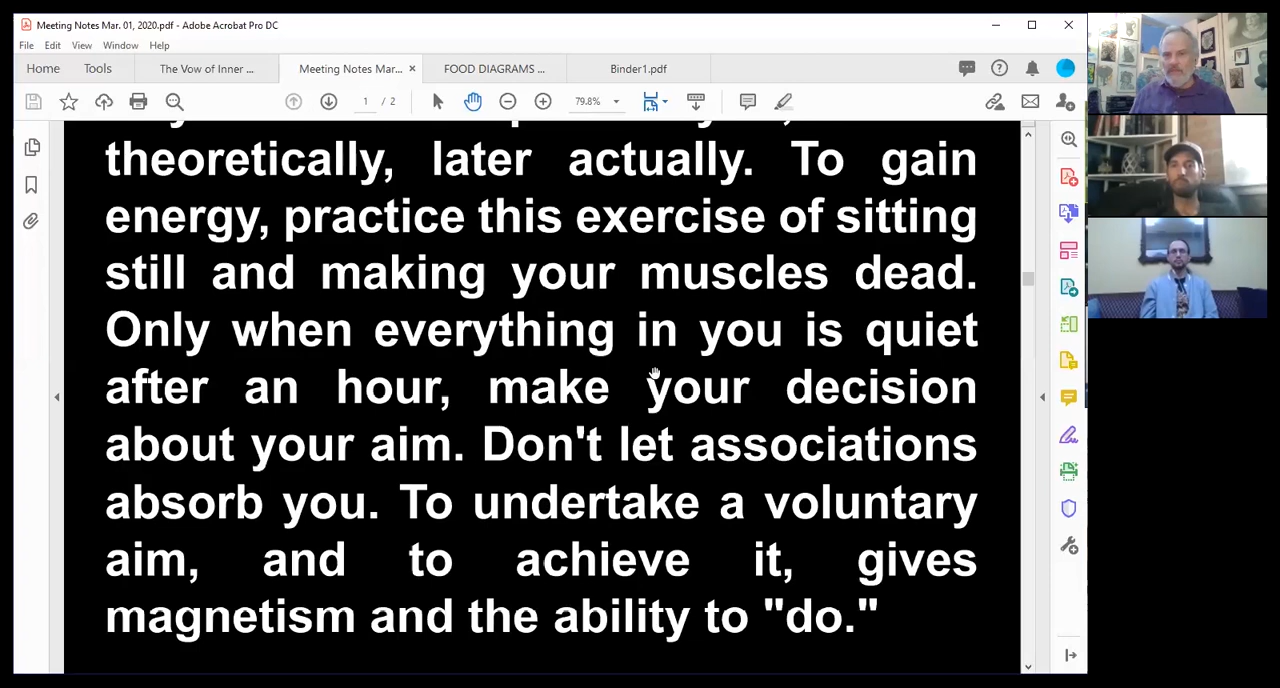 Meeting Notes Mar. 01, 2020.pdf - Adobe Acrobat Pro DC
File Edit View Window Help
Home Tools The Vow of Inner ... Meeting Notes Mar... × FOOD DIAGRAMS ... Binder1.pdf
1 / 2 79.8%
theoretically, later actually. To gain
energy, practice this exercise of sitting
still and making your muscles dead.
Only when everything in you is quiet
after an hour, make your decision
about your aim. Don't let associations
absorb you. To undertake a voluntary
aim, and to achieve it, gives
magnetism and the ability to "do."